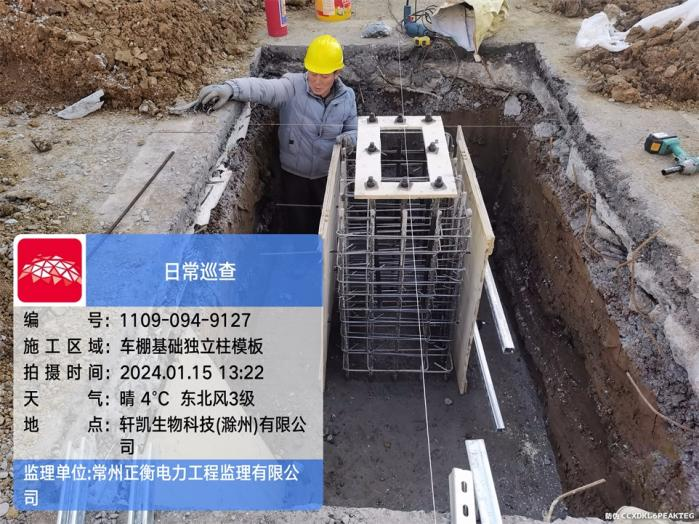 日常巡查
编 号：1109-094-9127
施工区域：车棚基础独立柱模板
拍摄时间：2024.01.15 13:22
天 气：晴 4°C 东北风3级
地 点：轩凯生物科技(滁州)有限公
司
监理单位:常州正衡电力工程监理有限公
司
防伪 CCXDKL6PEAKTEG